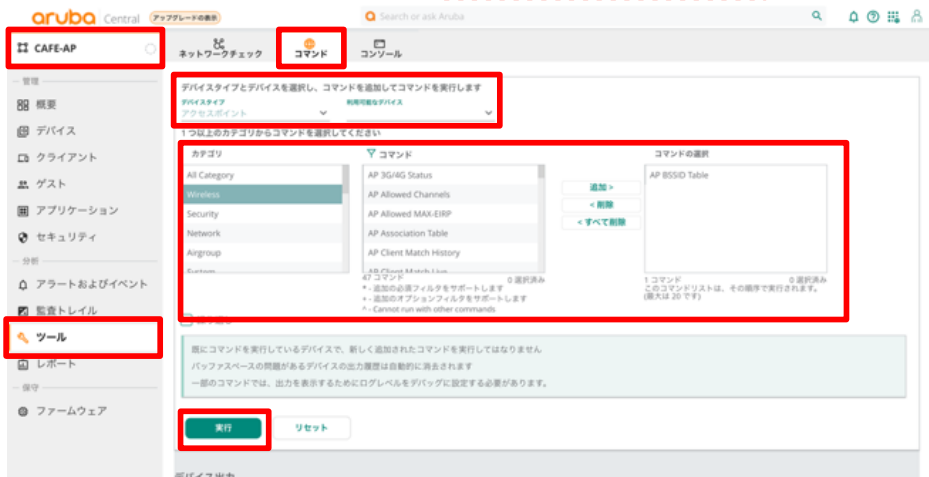 aruba Central アップグレードの表示
Search or ask Aruba
CAFE-AP
管理
概要
デバイス
クライアント
ゲスト
アプリケーション
セキュリティ
分析
アラートおよびイベント
監査トレイル
ツール
レポート
保守
ファームウェア
ネットワークチェック
コマンド
コンソール
デバイスタイプとデバイスを選択し、コマンドを追加してコマンドを実行します
デバイスタイプ
アクセスポイント
利用可能なデバイス
1 つ以上のカテゴリからコマンドを選択してください
カテゴリ
All Category
Wireless
Security
Network
Airgroup
System
コマンド
AP 3G/4G Status
AP Allowed Channels
AP Allowed MAX-EIRP
AP Association Table
AP Client Match History
AP Client Match Live
47 コマンド
0 選択済み
* - 追加の必須フィルタをサポートします
+ - 追加のオプションフィルタをサポートします
^ - Cannot run with other commands
追加 >
< 削除
< すべて削除
コマンドの選択
AP BSSID Table
1 コマンド
0 選択済み
このコマンドリストは、その順序で実行されます。
(最大は 20 です)
既にコマンドを実行しているデバイスで、新しく追加されたコマンドを実行してはなりません
バッファスペースの問題があるデバイスの出力履歴は自動的に消去されます
一部のコマンドでは、出力を表示するためにログレベルをデバッグに設定する必要があります。
実行
リセット
デバイス出力